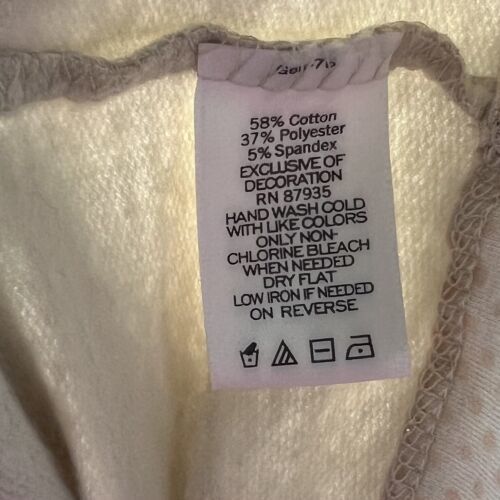 58% Cotton
37% Polyester
5% Spandex
EXCLUSIVE OF
DECORATION
RN 87935
HAND WASH COLD
WITH LIKE COLORS
ONLY NON-
CHLORINE BLEACH
WHEN NEEDED
DRY FLAT
LOW IRON IF NEEDED
ON REVERSE